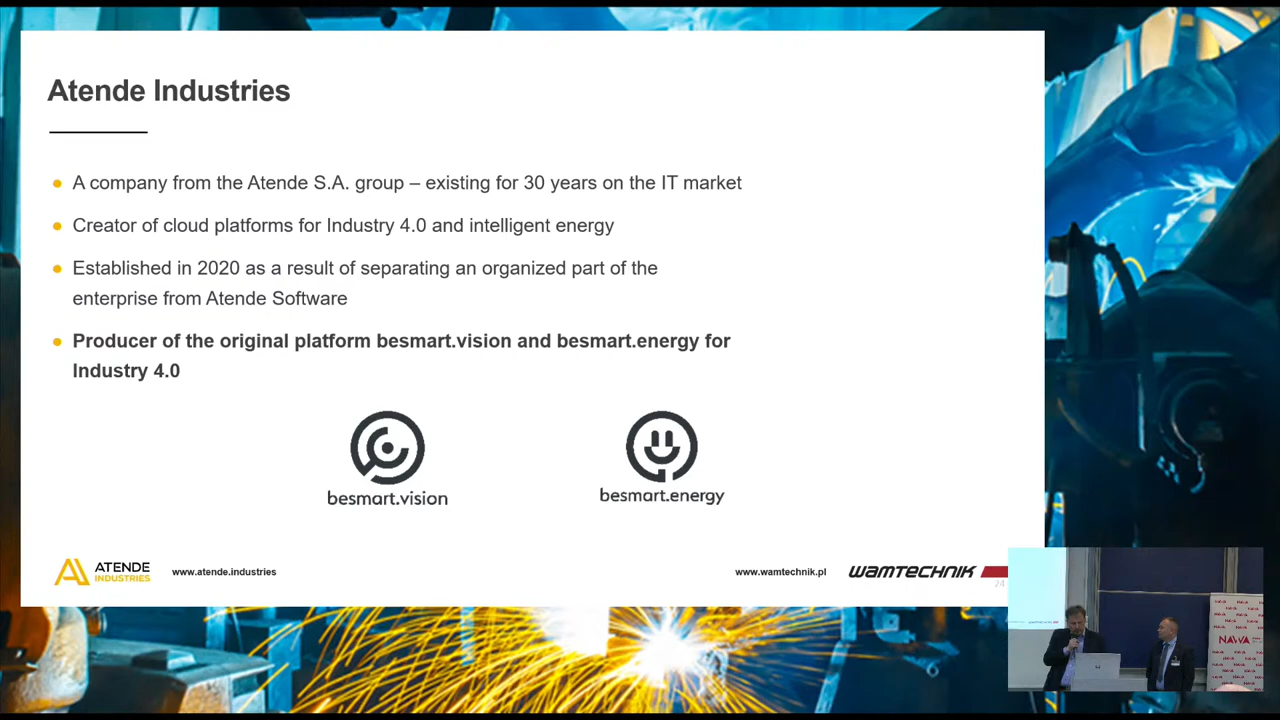 Atende Industries
A company from the Atende S.A. group – existing for 30 years on the IT market
Creator of cloud platforms for Industry 4.0 and intelligent energy
Established in 2020 as a result of separating an organized part of the
enterprise from Atende Software
Producer of the original platform besmart.vision and besmart.energy for
Industry 4.0
besmart.vision
besmart.energy
ATENDE
INDUSTRIES
www.atende.industries
www.wamtechnik.pl
WAMTECHNIK
24
NAWA